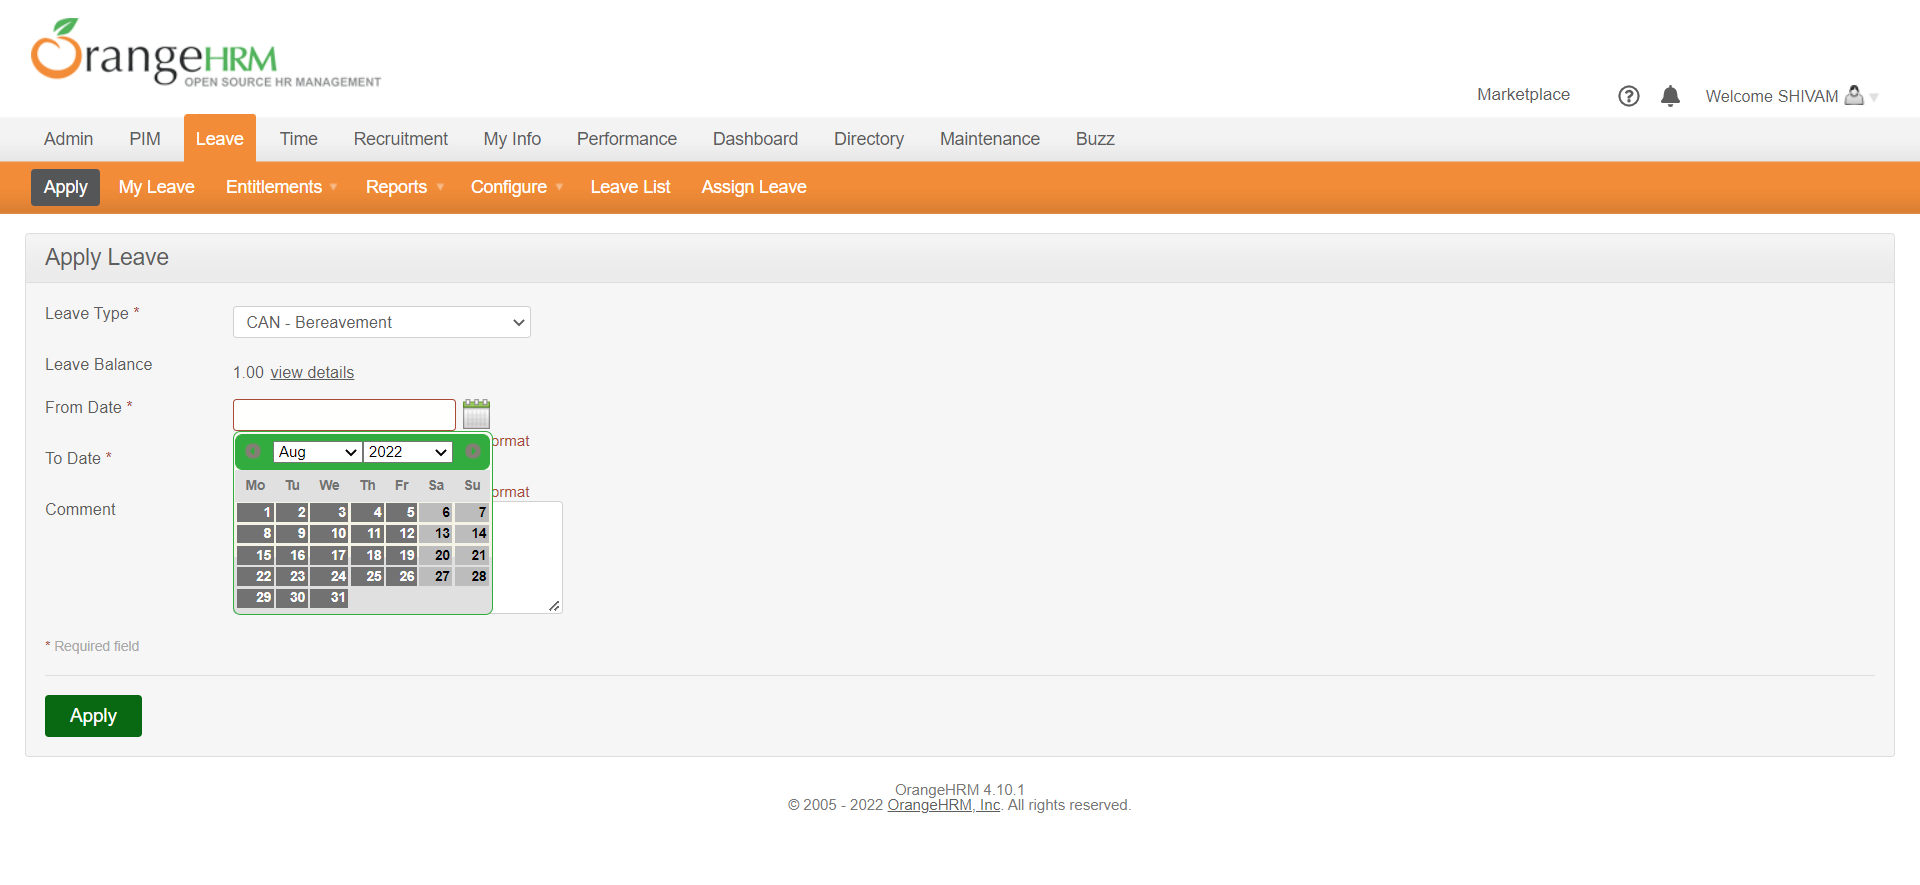 OrangeHRM
OPEN SOURCE HR MANAGEMENT
Marketplace
Welcome SHIVAM
Admin PIM Leave Time Recruitment My Info Performance Dashboard Directory Maintenance Buzz
Apply My Leave Entitlements Reports Configure Leave List Assign Leave
Apply Leave
Leave Type * CAN - Bereavement
Leave Balance 1.00 view details
From Date *
ormat
Aug 2022
To Date *
Mo Tu We Th Fr Sa Su
ormat
Comment
1 2 3 4 5 6 7
8 9 10 11 12 13 14
15 16 17 18 19 20 21
22 23 24 25 26 27 28
29 30 31
* Required field
Apply
OrangeHRM 4.10.1
© 2005 - 2022 OrangeHRM, Inc. All rights reserved.